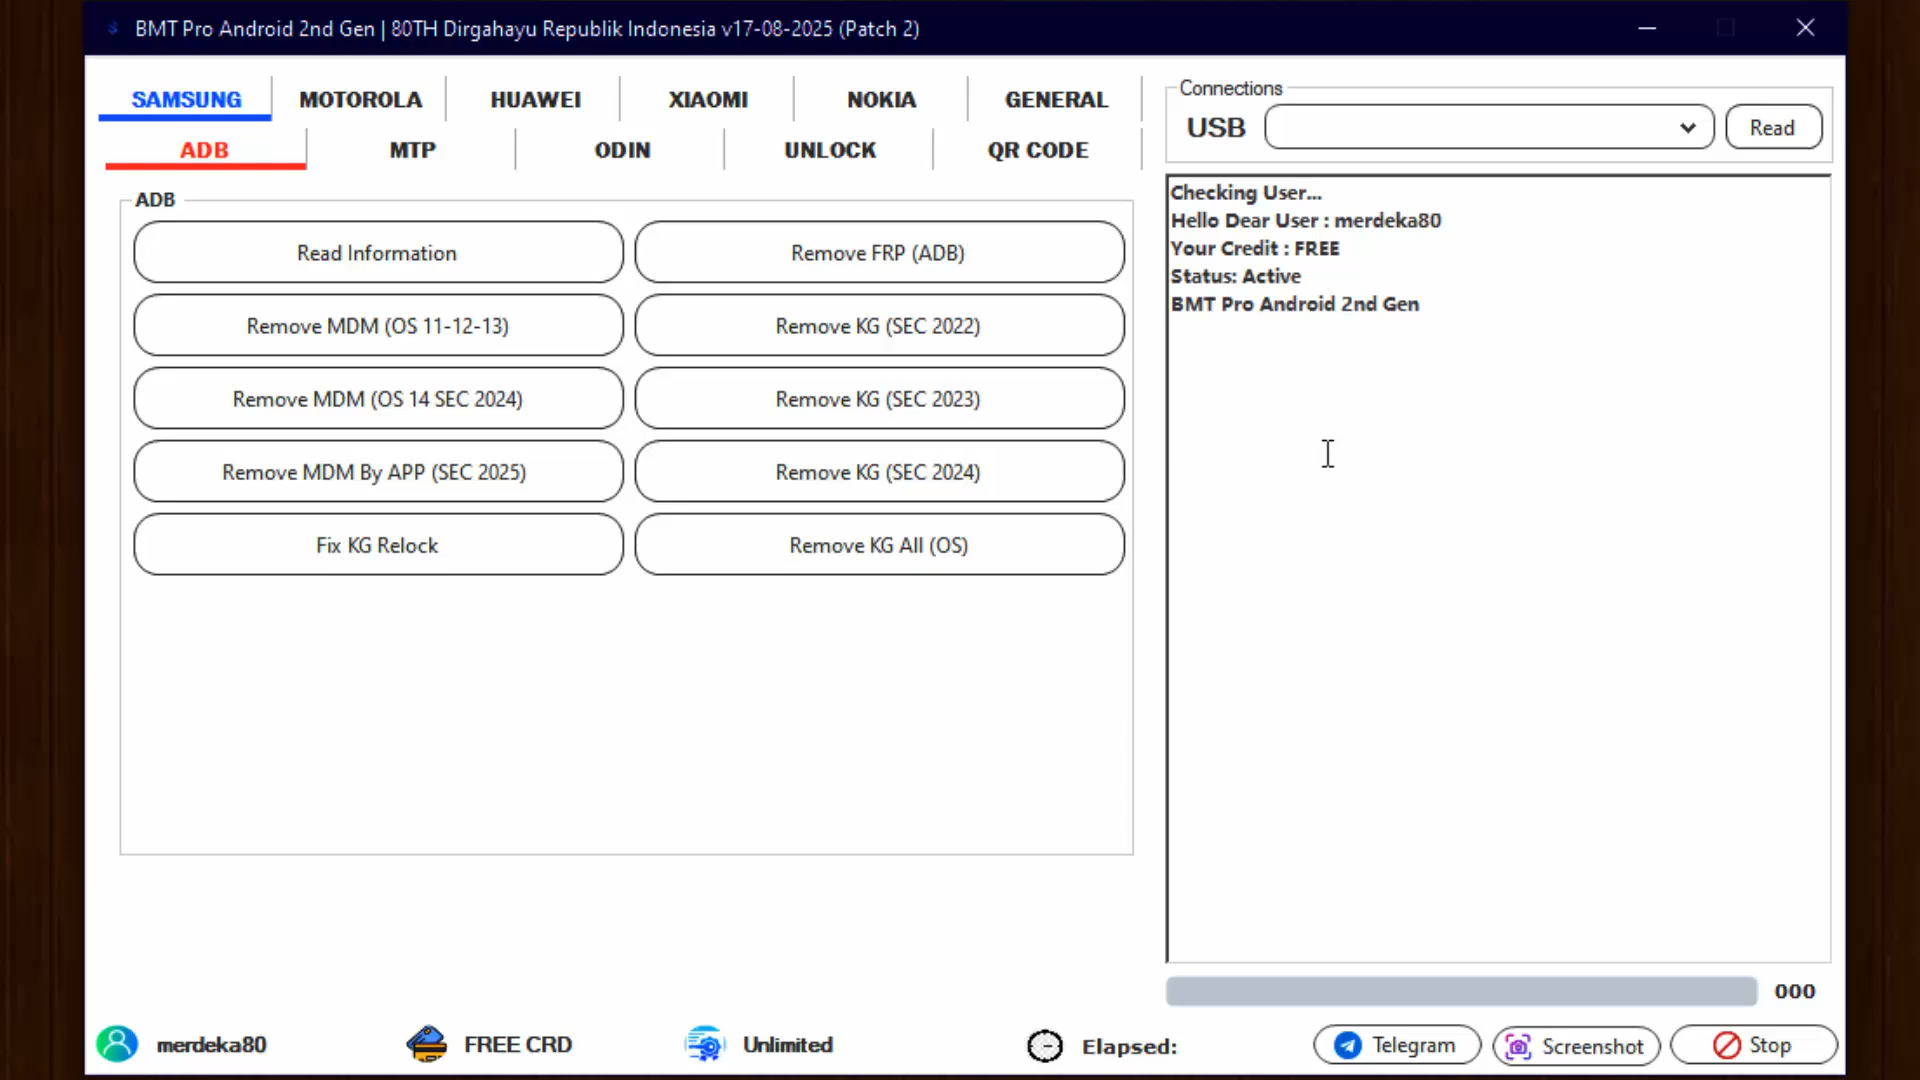 BMT Pro Android 2nd Gen | 80TH Dirgahayu Republik Indonesia v17-08-2025 (Patch 2)
SAMSUNG MOTOROLA HUAWEI XIAOMI NOKIA GENERAL
ADB MTP ODIN UNLOCK QR CODE
ADB
Read Information Remove FRP (ADB)
Remove MDM (OS 11-12-13) Remove KG (SEC 2022)
Remove MDM (OS 14 SEC 2024) Remove KG (SEC 2023)
Remove MDM By APP (SEC 2025) Remove KG (SEC 2024)
Fix KG Relock Remove KG All (OS)
Connections
USB Read
Checking User...
Hello Dear User : merdeka80
Your Credit : FREE
Status: Active
BMT Pro Android 2nd Gen
000
merdeka80 FREE CRD Unlimited Elapsed: Telegram Screenshot Stop